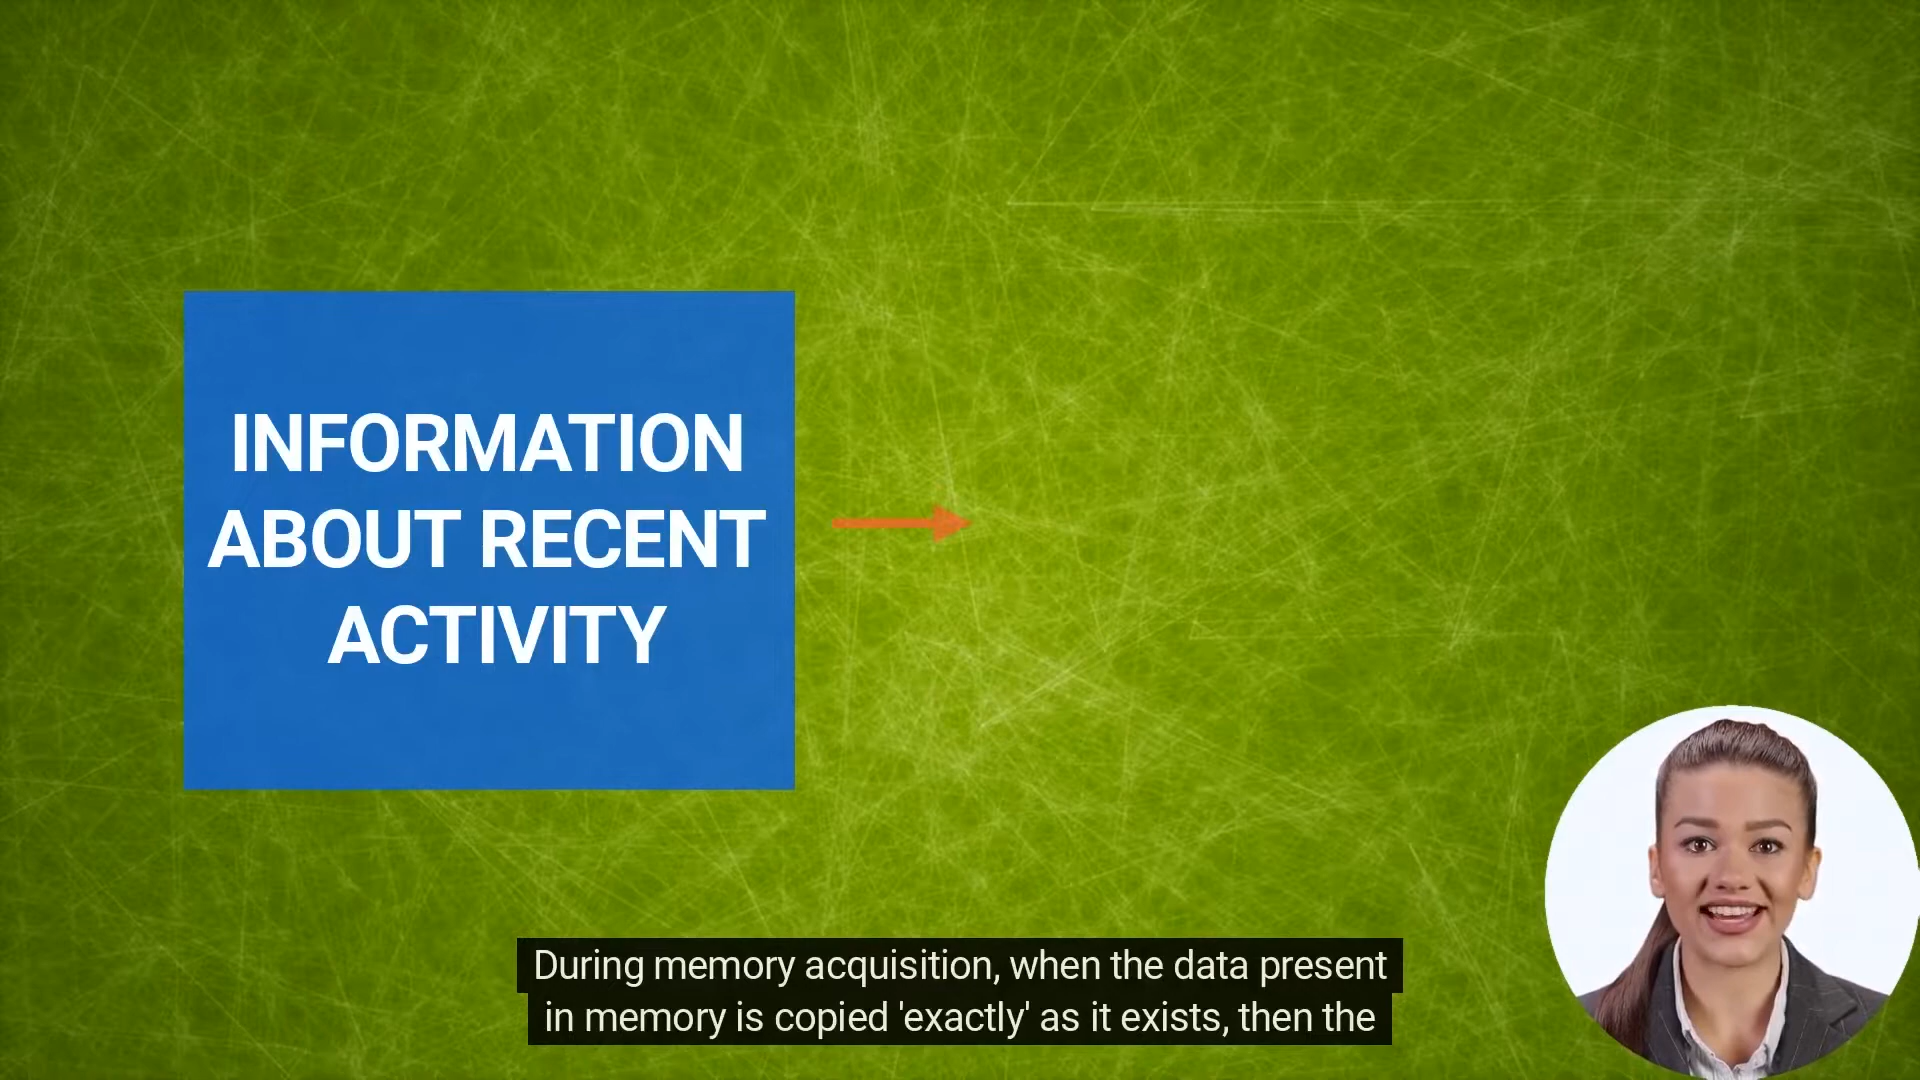 INFORMATION
ABOUT RECENT
ACTIVITY
During memory acquisition, when the data present
in memory is copied 'exactly' as it exists, then the